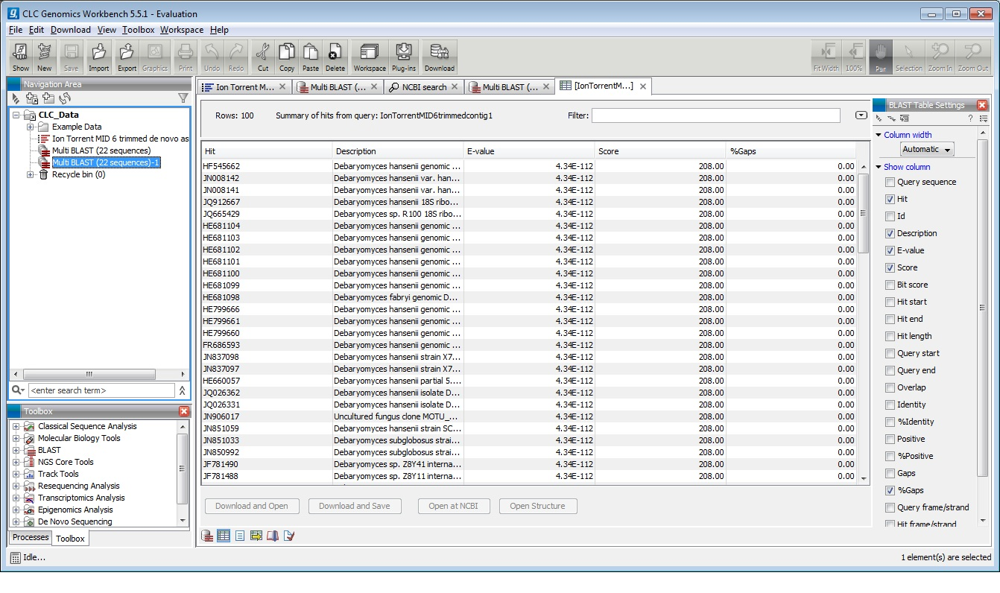 CLC Genomics Workbench 5.5.1 - Evaluation
File Edit Download View Toolbox Workspace Help
Show New Save Import Export Graphics Print Undo Redo Cut Copy Paste Delete Workspace Plug-ins Download Fit Width 100% Pan Selection Zoom In Zoom Out
Navigation Area
CLC_Data
Example Data
Ion Torrent MID 6 trimmed de novo as
Multi BLAST (22 sequences)
Multi BLAST (22 sequences)-1
Recycle bin (0)
<enter search term>
Toolbox
Classical Sequence Analysis
Molecular Biology Tools
BLAST
NGS Core Tools
Track Tools
Resequencing Analysis
Transcriptomics Analysis
Epigenomics Analysis
De Novo Sequencing
Processes Toolbox
Idle...
Ion Torrent M... Multi BLAST (... NCBI search Multi BLAST (... [IonTorrentM...]
Rows: 100 Summary of hits from query: IonTorrentMID6trimmedcontig1 Filter:
Hit Description E-value Score %Gaps
HF545662 Debaryomyces hansenii genomic ... 4.34E-112 208.00 0.00
JN008142 Debaryomyces hansenii var. han... 4.34E-112 208.00 0.00
JN008141 Debaryomyces hansenii var. han... 4.34E-112 208.00 0.00
JQ912667 Debaryomyces hansenii 18S ribo... 4.34E-112 208.00 0.00
JQ665429 Debaryomyces sp. R100 18S ribo... 4.34E-112 208.00 0.00
HE681104 Debaryomyces hansenii genomic ... 4.34E-112 208.00 0.00
HE681103 Debaryomyces hansenii genomic ... 4.34E-112 208.00 0.00
HE681102 Debaryomyces hansenii genomic ... 4.34E-112 208.00 0.00
HE681101 Debaryomyces hansenii genomic ... 4.34E-112 208.00 0.00
HE681100 Debaryomyces hansenii genomic ... 4.34E-112 208.00 0.00
HE681099 Debaryomyces hansenii genomic ... 4.34E-112 208.00 0.00
HE681098 Debaryomyces fabryi genomic D... 4.34E-112 208.00 0.00
HE799666 Debaryomyces hansenii genomic ... 4.34E-112 208.00 0.00
HE799661 Debaryomyces hansenii genomic ... 4.34E-112 208.00 0.00
HE799660 Debaryomyces hansenii genomic ... 4.34E-112 208.00 0.00
FR686593 Debaryomyces hansenii genomic ... 4.34E-112 208.00 0.00
JN837098 Debaryomyces hansenii strain X7... 4.34E-112 208.00 0.00
JN837097 Debaryomyces hansenii strain X7... 4.34E-112 208.00 0.00
HE660057 Debaryomyces hansenii partial 5.... 4.34E-112 208.00 0.00
JQ026362 Debaryomyces hansenii isolate D... 4.34E-112 208.00 0.00
JQ026331 Debaryomyces hansenii isolate D... 4.34E-112 208.00 0.00
JN906017 Uncultured fungus clone MOTU_... 4.34E-112 208.00 0.00
JN851059 Debaryomyces hansenii strain SC... 4.34E-112 208.00 0.00
JN851033 Debaryomyces subglobosus strai... 4.34E-112 208.00 0.00
JN850992 Debaryomyces subglobosus strai... 4.34E-112 208.00 0.00
JF781490 Debaryomyces sp. Z8Y41 interna... 4.34E-112 208.00 0.00
JF781488 Debaryomyces sp. Z8Y11 interna... 4.34E-112 208.00 0.00
Download and Open Download and Save Open at NCBI Open Structure
BLAST Table Settings
Column width
Automatic
Show column
Query sequence
Hit
Id
Description
E-value
Score
Bit score
Hit start
Hit end
Hit length
Query start
Query end
Overlap
Identity
%Identity
Positive
%Positive
Gaps
%Gaps
Query frame/strand
Hit frame/strand
1 element(s) are selected